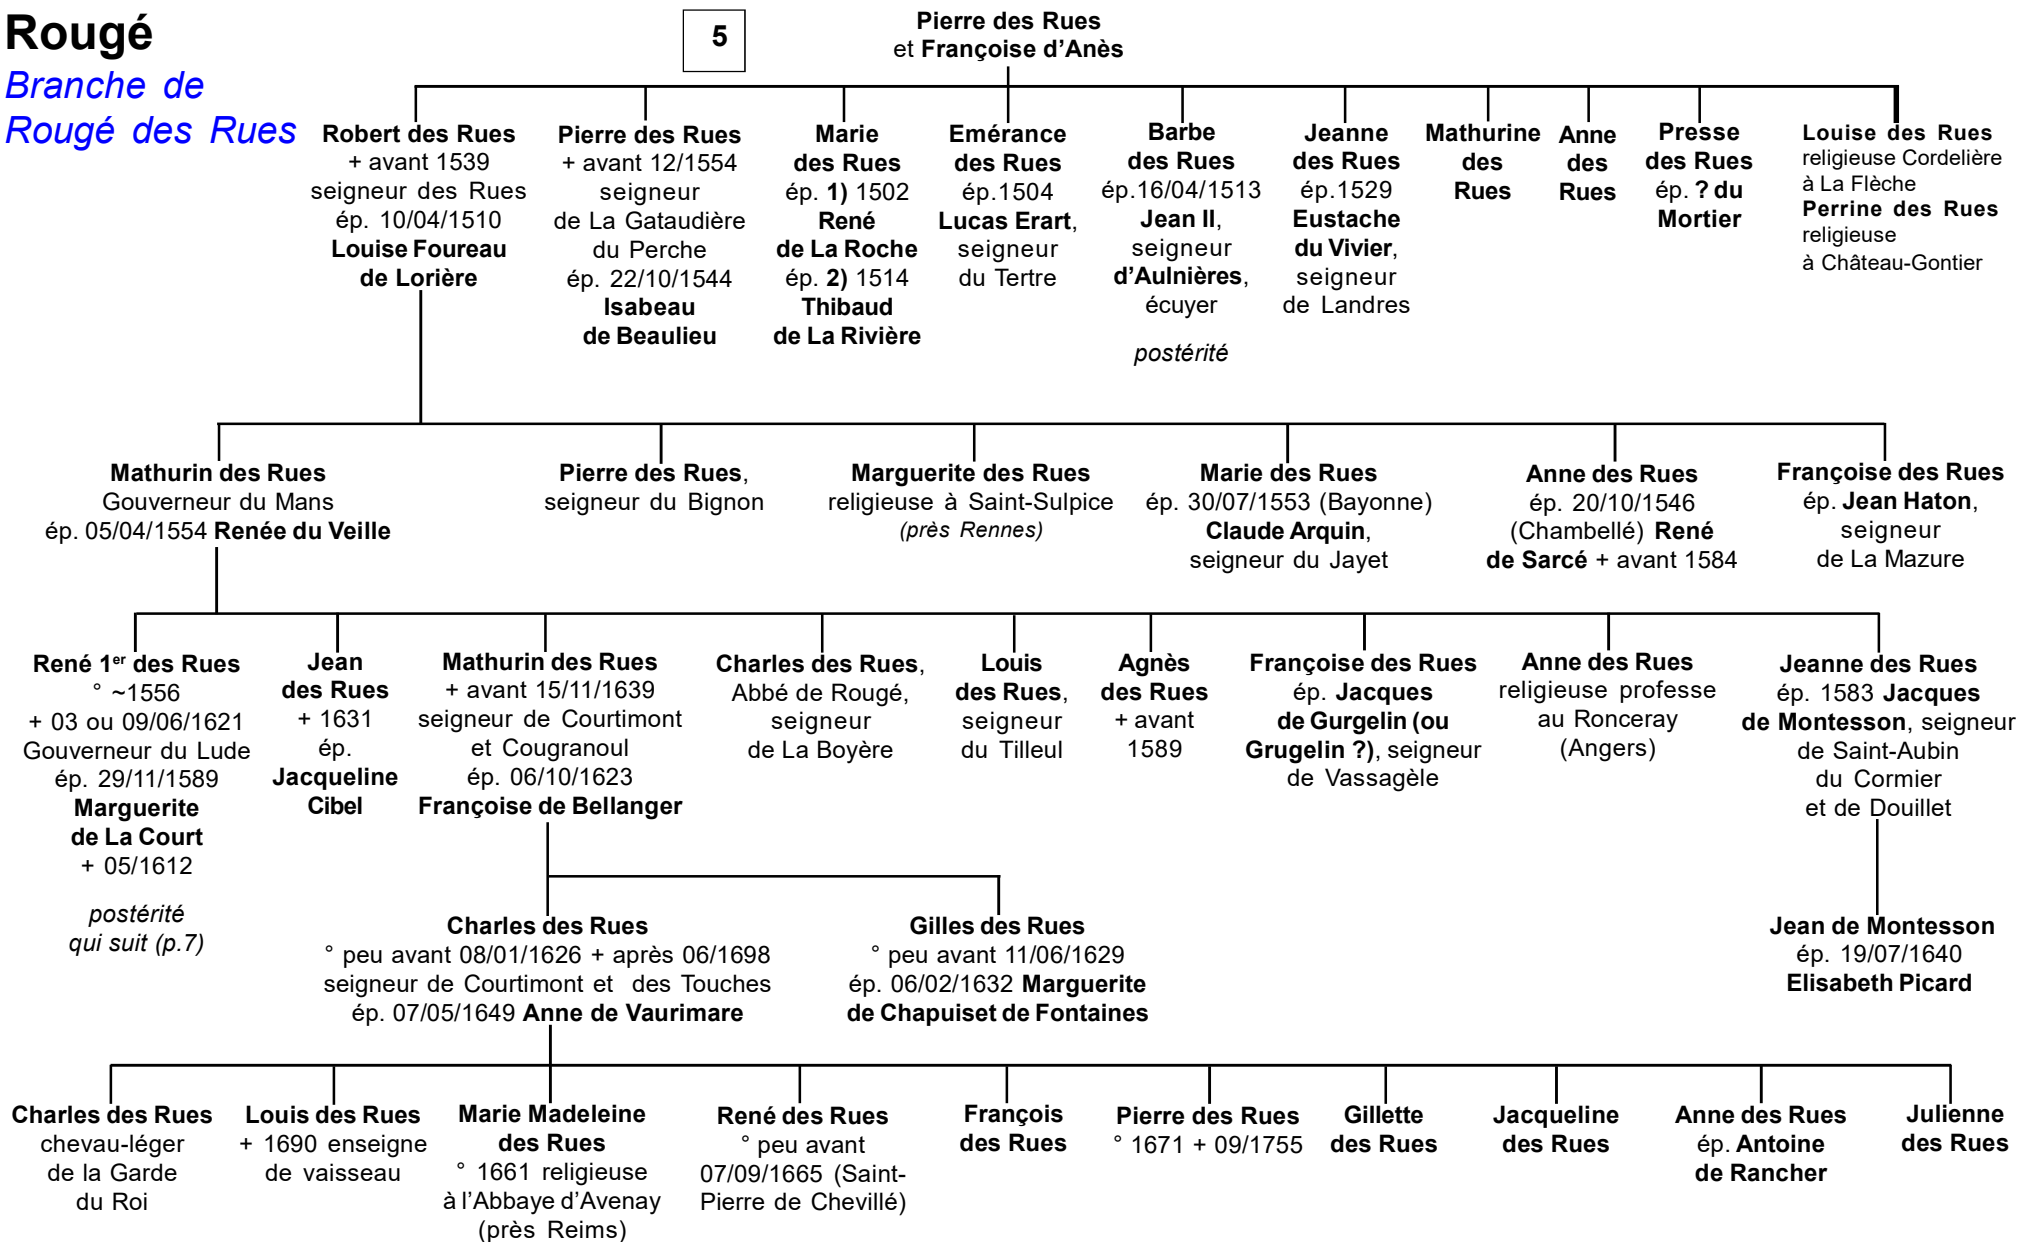 Rougé
Branche de
Rougé des Rues
5
Pierre des Rues
et Françoise d'Anès
Robert des Rues
+ avant 1539
seigneur des Rues
ép. 10/04/1510
Louise Foureau
de Lorière
Pierre des Rues
+ avant 12/1554
seigneur
de La Gataudière
du Perche
ép. 22/10/1544
Isabeau
de Beaulieu
Marie
des Rues
ép. 1) 1502
René
de La Roche
ép. 2) 1514
Thibaud
de La Rivière
Emérance
des Rues
ép.1504
Lucas Erart,
seigneur
du Tertre
Barbe
des Rues
ép.16/04/1513
Jean II,
seigneur
d'Aulnières,
écuyer
postérité
Jeanne
des Rues
ép.1529
Eustache
du Vivier,
seigneur
de Landres
Mathurine
des
Rues
Anne
des
Rues
Presse
des Rues
ép. ? du
Mortier
Louise des Rues
religieuse Cordelière
à La Flèche
Perrine des Rues
religieuse
à Château-Gontier
Mathurin des Rues
Gouverneur du Mans
ép. 05/04/1554 Renée du Veille
Pierre des Rues,
seigneur du Bignon
Marguerite des Rues
religieuse à Saint-Sulpice
(près Rennes)
Marie des Rues
ép. 30/07/1553 (Bayonne)
Claude Arquin,
seigneur du Jayet
Anne des Rues
ép. 20/10/1546
(Chambellé) René
de Sarcé + avant 1584
Françoise des Rues
ép. Jean Haton,
seigneur
de La Mazure
René 1er des Rues
° ~1556
+ 03 ou 09/06/1621
Gouverneur du Lude
ép. 29/11/1589
Marguerite
de La Court
+ 05/1612
postérité
qui suit (p.7)
Jean
des Rues
+ 1631
ép.
Jacqueline
Cibel
Mathurin des Rues
+ avant 15/11/1639
seigneur de Courtimont
et Cougranoul
ép. 06/10/1623
Françoise de Bellanger
Charles des Rues,
Abbé de Rougé,
seigneur
de La Boyère
Louis
des Rues,
seigneur
du Tilleul
Agnès
des Rues
+ avant
1589
Françoise des Rues
ép. Jacques
de Gurgelin (ou
Grugelin ?), seigneur
de Vassagèle
Anne des Rues
religieuse professe
au Ronceray
(Angers)
Jeanne des Rues
ép. 1583 Jacques
de Montesson, seigneur
de Saint-Aubin
du Cormier
et de Douillet
Charles des Rues
° peu avant 08/01/1626 + après 06/1698
seigneur de Courtimont et des Touches
ép. 07/05/1649 Anne de Vaurimare
Gilles des Rues
° peu avant 11/06/1629
ép. 06/02/1632 Marguerite
de Chapuiset de Fontaines
Jean de Montesson
ép. 19/07/1640
Elisabeth Picard
Charles des Rues
chevau-léger
de la Garde
du Roi
Louis des Rues
+ 1690 enseigne
de vaisseau
Marie Madeleine
des Rues
° 1661 religieuse
à l'Abbaye d'Avenay
(près Reims)
René des Rues
° peu avant
07/09/1665 (Saint-
Pierre de Chevillé)
François
des Rues
Pierre des Rues
° 1671 + 09/1755
Gillette
des Rues
Jacqueline
des Rues
Anne des Rues
ép. Antoine
de Rancher
Julienne
des Rues